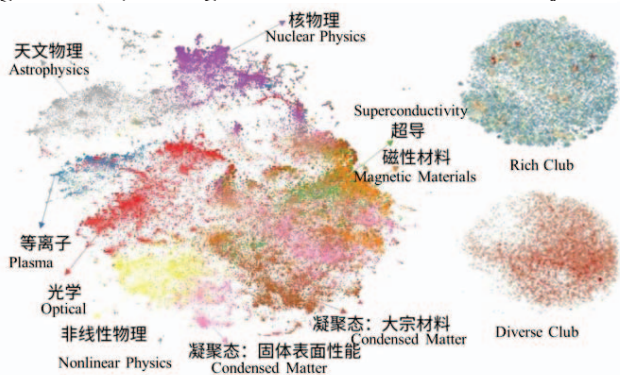 核物理
Nuclear Physics
天文物理
Astrophysics
Superconductivity
超导
磁性材料
Magnetic Materials
Rich Club
等离子
Plasma
光学
Optical
非线性物理
Nonlinear Physics
凝聚态：固体表面性能
Condensed Matter
凝聚态：大宗材料
Condensed Matter
Diverse Club